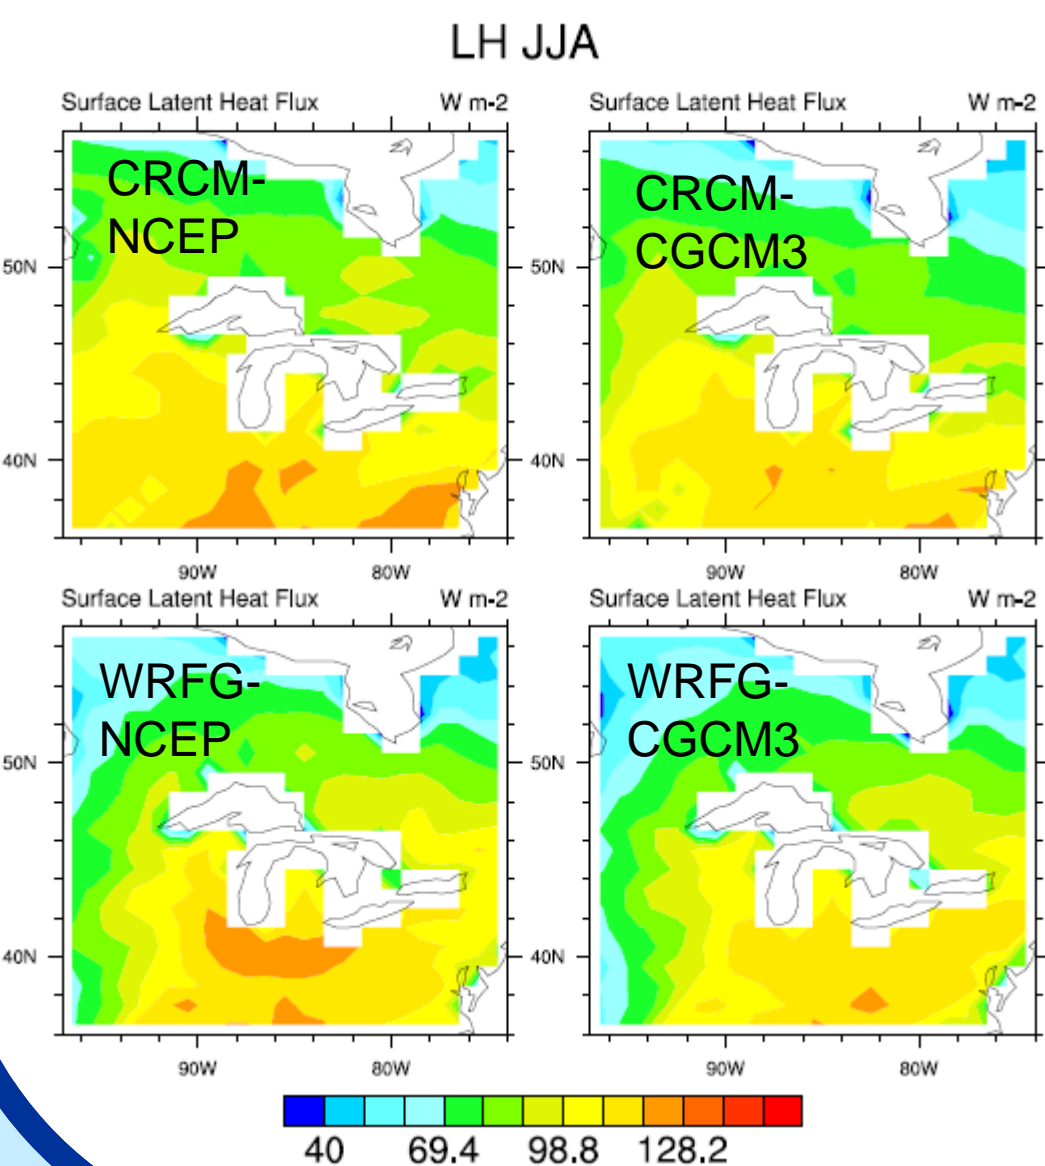 LH JJA
Surface Latent Heat Flux W m-2
Surface Latent Heat Flux W m-2
CRCM-
NCEP
CRCM-
CGCM3
50N
50N
40N
40N
90W 80W
90W 80W
Surface Latent Heat Flux W m-2
Surface Latent Heat Flux W m-2
WRFG-
NCEP
WRFG-
CGCM3
50N
50N
40N
40N
90W 80W
90W 80W
40 69.4 98.8 128.2